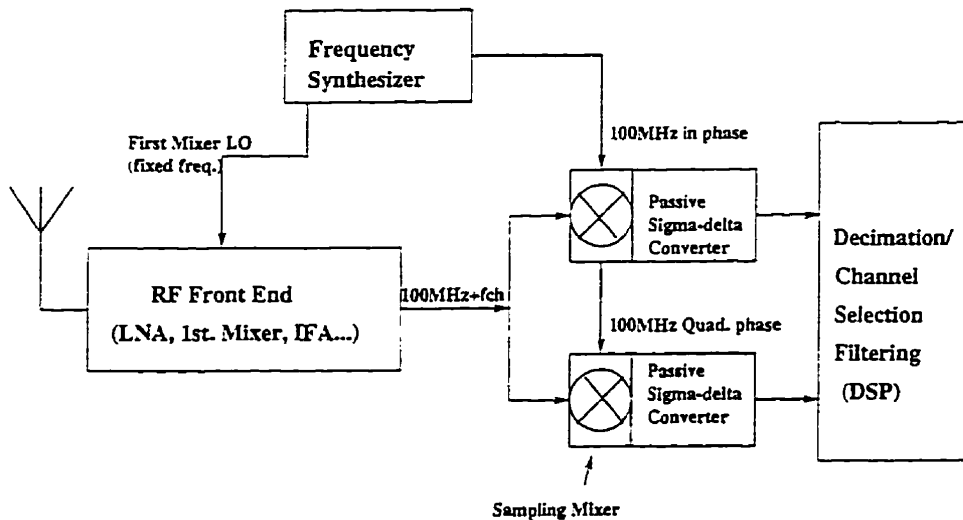 Frequency
Synthesizer
First Mixer LO
(fixed freq.)
100MHz in phase
Passive
Sigma-delta
Converter
RF Front End
(LNA, 1st. Mixer, IFA...)
100MHz+fch
100MHz Quad. phase
Passive
Sigma-delta
Converter
Decimation/
Channel
Selection
Filtering
(DSP)
Sampling Mixer